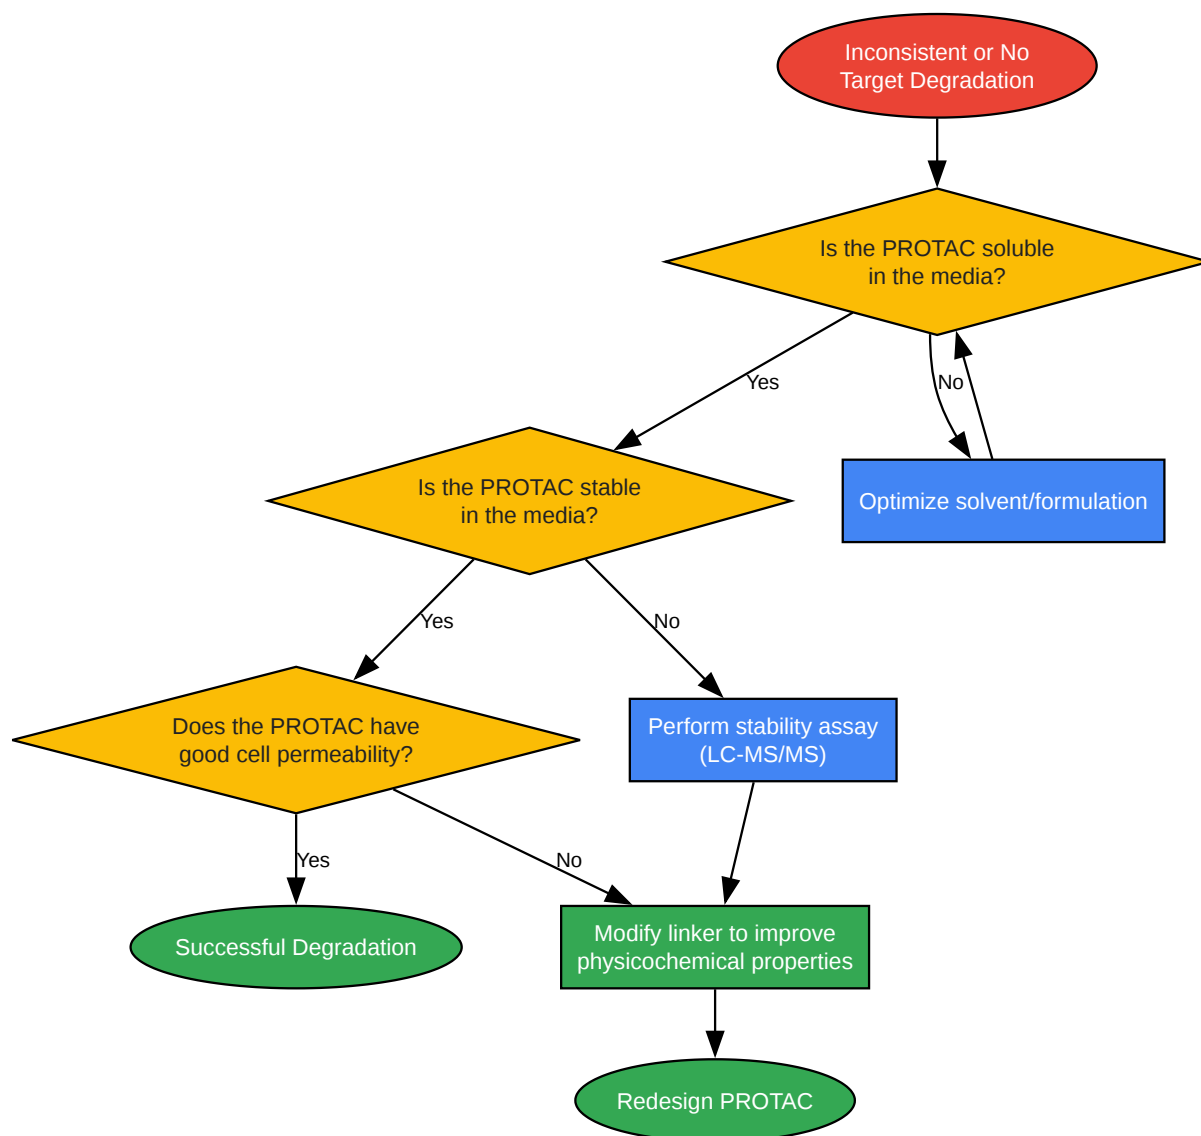 Inconsistent or No
Target Degradation
Is the PROTAC soluble
in the media?
Yes
No
Is the PROTAC stable
in the media?
Optimize solvent/formulation
Yes
No
Does the PROTAC have
good cell permeability?
Perform stability assay
(LC-MS/MS)
Yes
No
Successful Degradation
Modify linker to improve
physicochemical properties
Redesign PROTAC